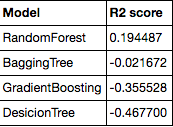 Model R2 score
RandomForest 0.194487
BaggingTree -0.021672
GradientBoosting -0.355528
DesicionTree -0.467700